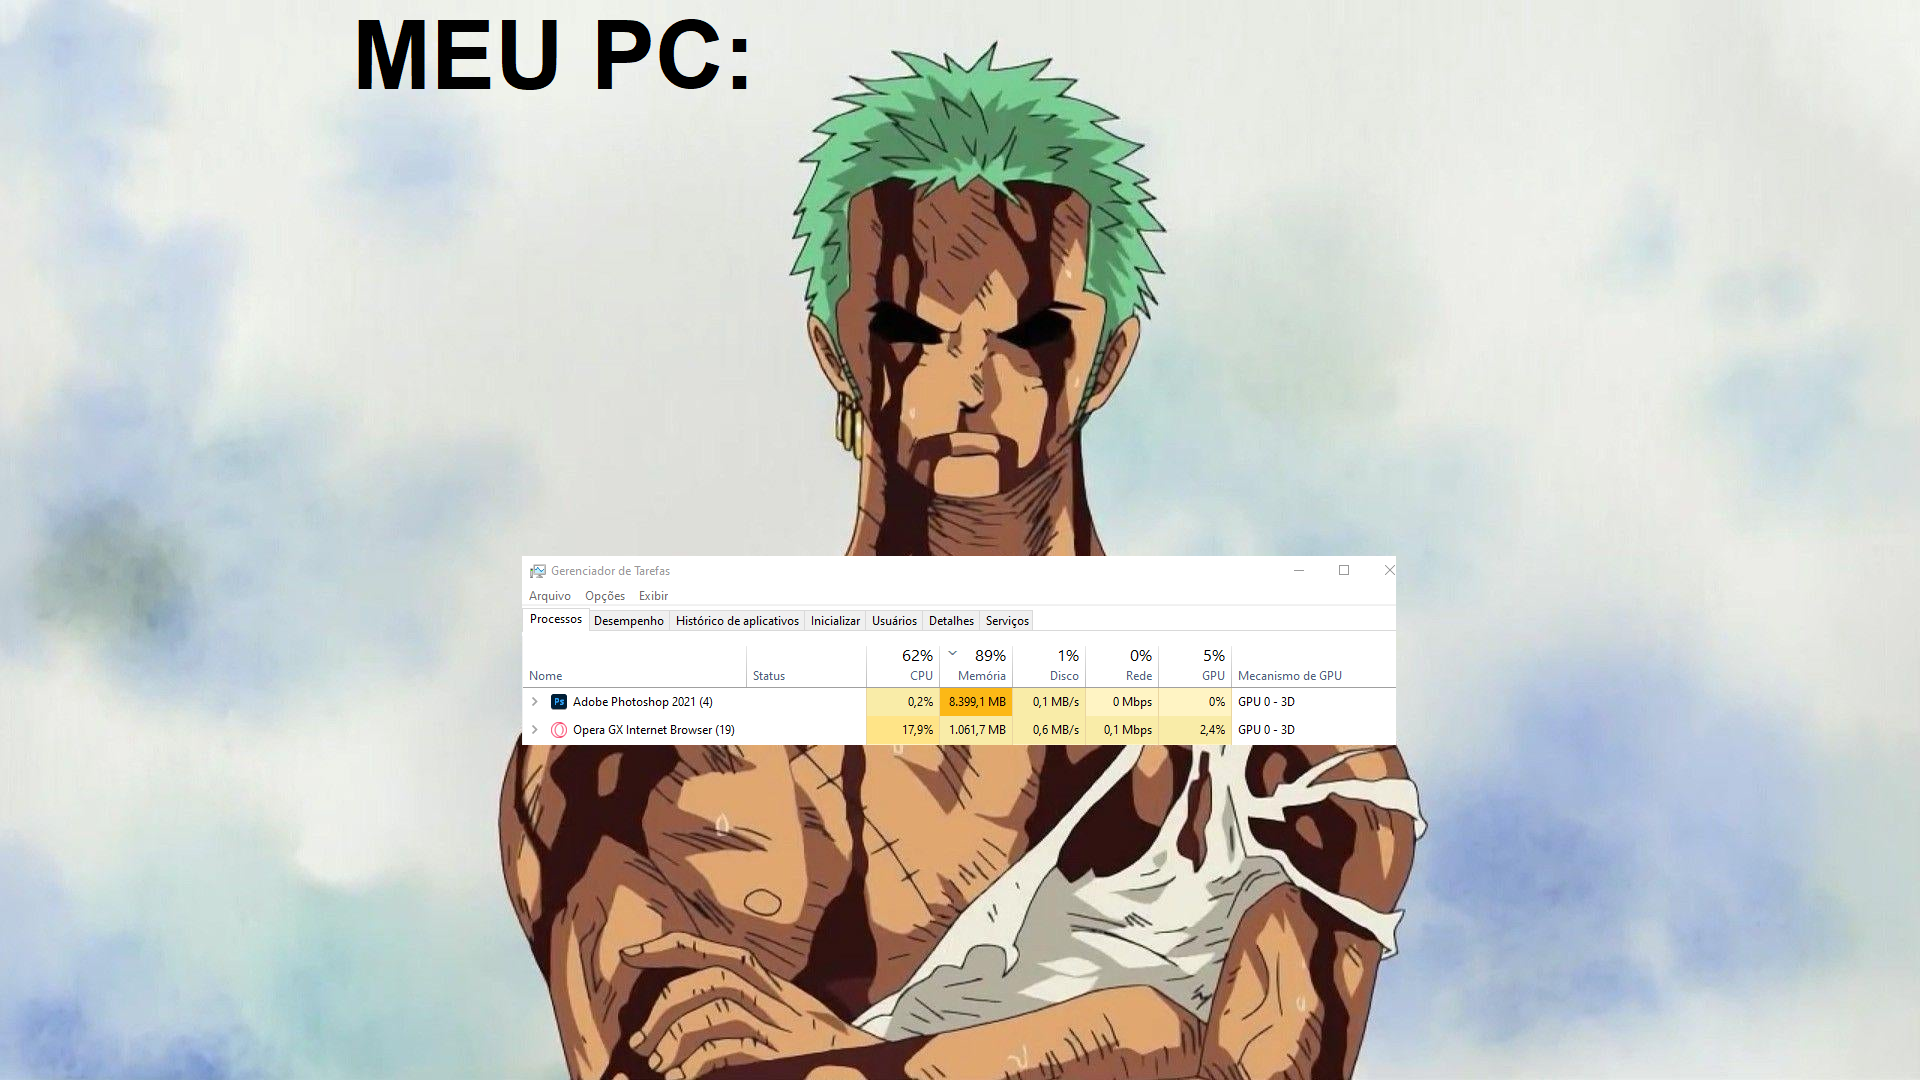 MEU PC:
Gerenciador de Tarefas
Arquivo Opções Exibir
Processos Desempenho Histórico de aplicativos Inicializar Usuários Detalhes Serviços
62% 89% 1% 0% 5%
Nome Status CPU Memória Disco Rede GPU Mecanismo de GPU
Ps Adobe Photoshop 2021 (4) 0,2% 8.399,1 MB 0,1 MB/s 0 Mbps 0% GPU 0 - 3D
Opera GX Internet Browser (19) 17,9% 1.061,7 MB 0,6 MB/s 0,1 Mbps 2,4% GPU 0 - 3D